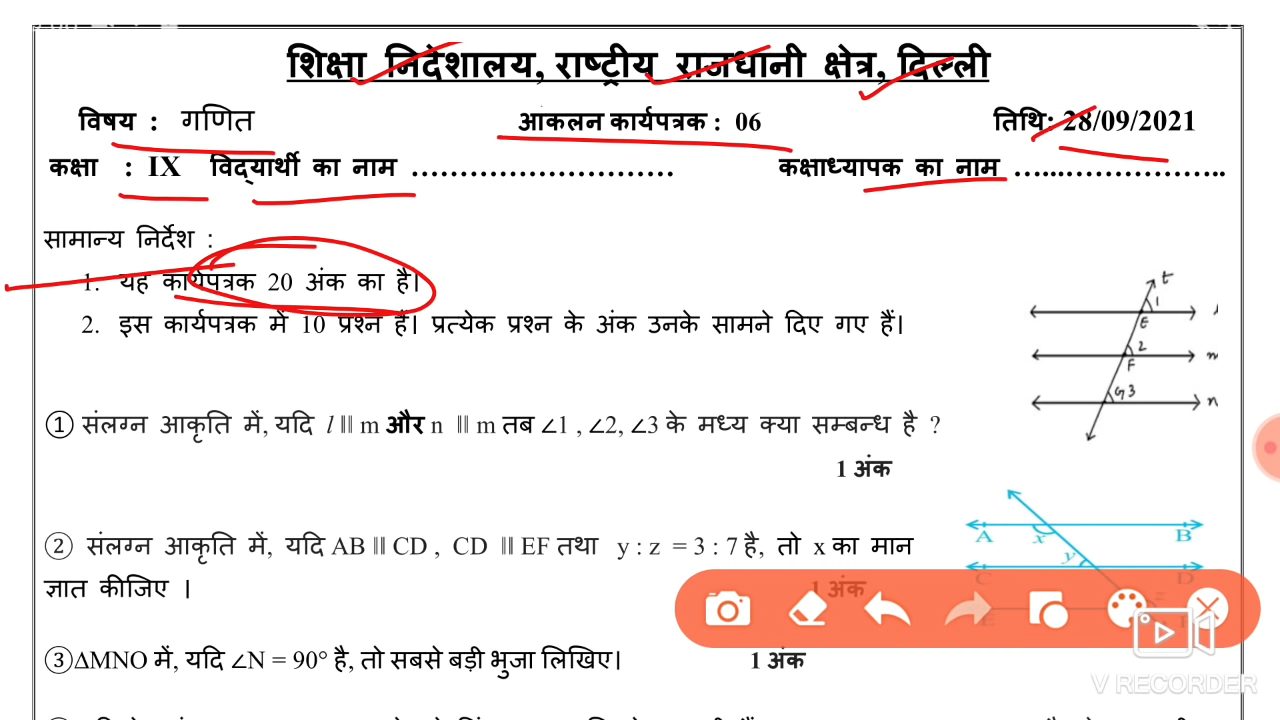 शिक्षा निदेशालय, राष्ट्रीय राजधानी क्षेत्र, दिल्ली
विषय : गणित आकलन कार्यपत्रक : 06 तिथि: 28/09/2021
कक्षा : IX विद्यार्थी का नाम ........................... कक्षाध्यापक का नाम ......................
सामान्य निर्देश :
1. यह कार्यपत्रक 20 अंक का है।
2. इस कार्यपत्रक में 10 प्रश्न हैं। प्रत्येक प्रश्न के अंक उनके सामने दिए गए हैं।
t
1
E
2
m
F
G 3
n
① संलग्न आकृति में, यदि l || m और n || m तब ∠1 , ∠2, ∠3 के मध्य क्या सम्बन्ध है ?
1 अंक
A x B
② संलग्न आकृति में, यदि AB || CD , CD || EF तथा y : z = 3 : 7 है, तो x का मान
y
C D
ज्ञात कीजिए । 1 अंक
③ ΔMNO में, यदि ∠N = 90° है, तो सबसे बड़ी भुजा लिखिए। 1 अंक
V RECORDER